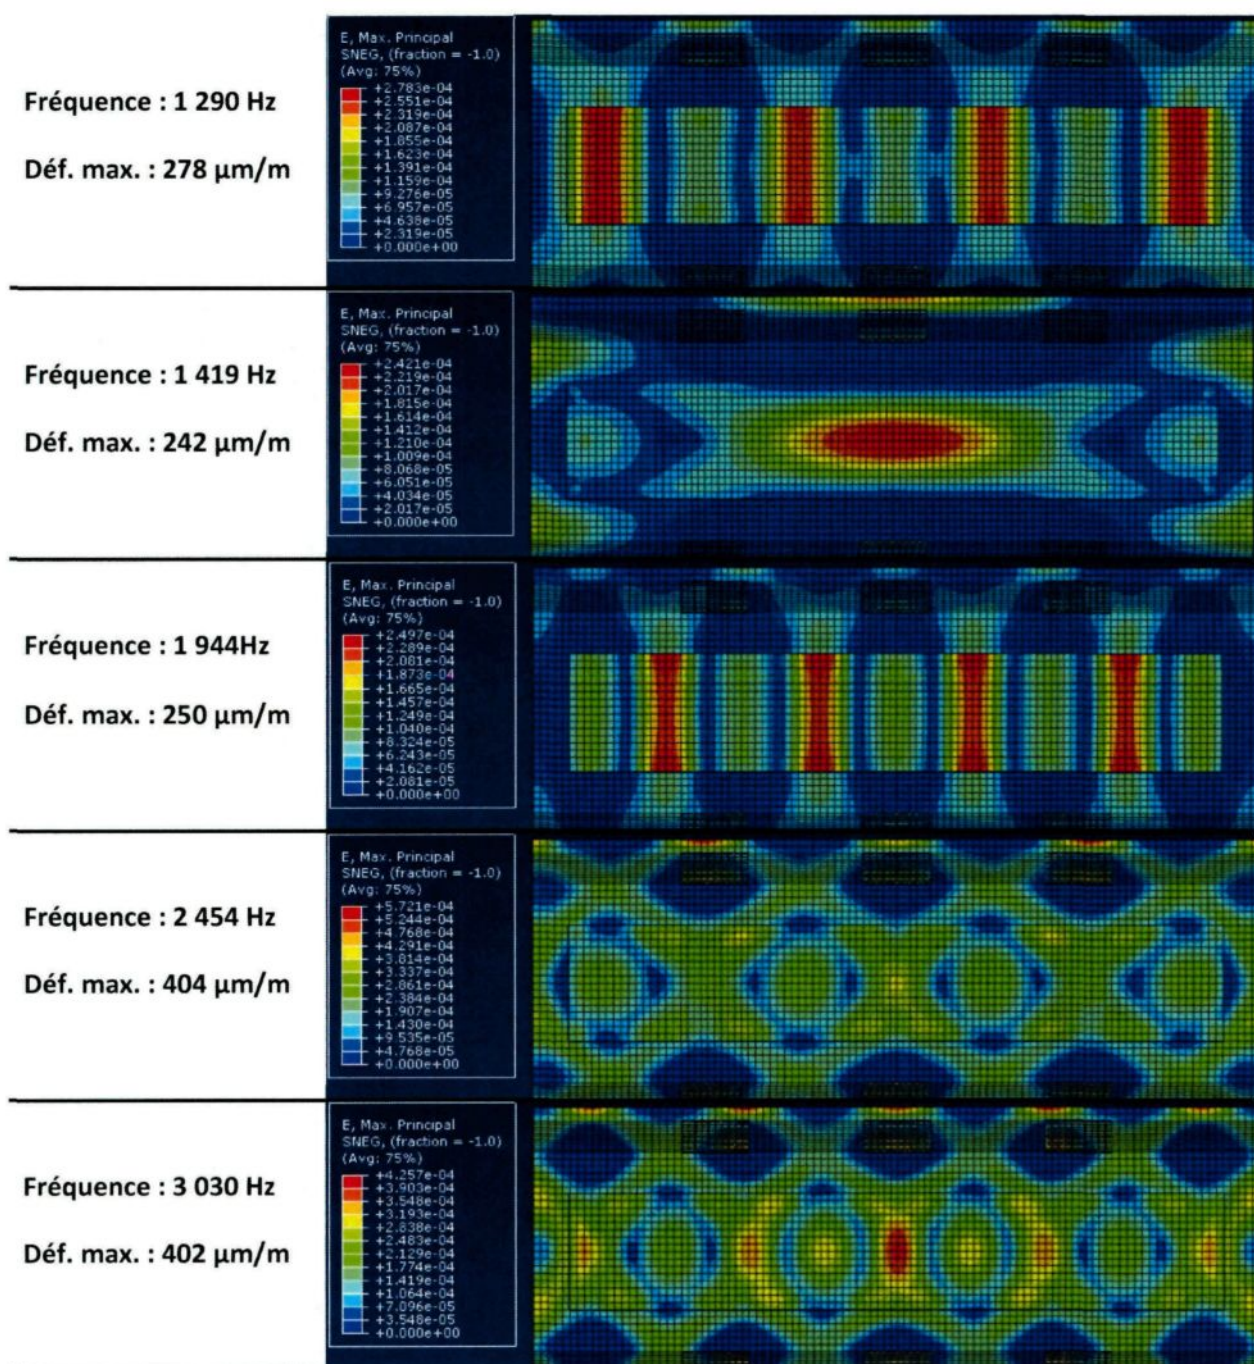 Fréquence : 1 290 Hz
Déf. max. : 278 µm/m
E, Max. Principal
SNEG, (fraction = -1.0)
(Avg: 75%)
+2.783e-04
+2.551e-04
+2.319e-04
+2.087e-04
+1.855e-04
+1.623e-04
+1.391e-04
+1.159e-04
+9.276e-05
+6.957e-05
+4.638e-05
+2.319e-05
+0.000e+00
Fréquence : 1 419 Hz
Déf. max. : 242 µm/m
E, Max. Principal
SNEG, (fraction = -1.0)
(Avg: 75%)
+2.421e-04
+2.219e-04
+2.017e-04
+1.815e-04
+1.614e-04
+1.412e-04
+1.210e-04
+1.009e-04
+8.068e-05
+6.051e-05
+4.034e-05
+2.017e-05
+0.000e+00
Fréquence : 1 944Hz
Déf. max. : 250 µm/m
E, Max. Principal
SNEG, (fraction = -1.0)
(Avg: 75%)
+2.497e-04
+2.289e-04
+2.081e-04
+1.873e-04
+1.665e-04
+1.457e-04
+1.249e-04
+1.040e-04
+8.324e-05
+6.243e-05
+4.162e-05
+2.081e-05
+0.000e+00
Fréquence : 2 454 Hz
Déf. max. : 404 µm/m
E, Max. Principal
SNEG, (fraction = -1.0)
(Avg: 75%)
+5.721e-04
+5.244e-04
+4.768e-04
+4.291e-04
+3.814e-04
+3.337e-04
+2.861e-04
+2.384e-04
+1.907e-04
+1.430e-04
+9.535e-05
+4.768e-05
+0.000e+00
Fréquence : 3 030 Hz
Déf. max. : 402 µm/m
E, Max. Principal
SNEG, (fraction = -1.0)
(Avg: 75%)
+4.257e-04
+3.903e-04
+3.548e-04
+3.193e-04
+2.838e-04
+2.483e-04
+2.129e-04
+1.774e-04
+1.419e-04
+1.064e-04
+7.096e-05
+3.548e-05
+0.000e+00